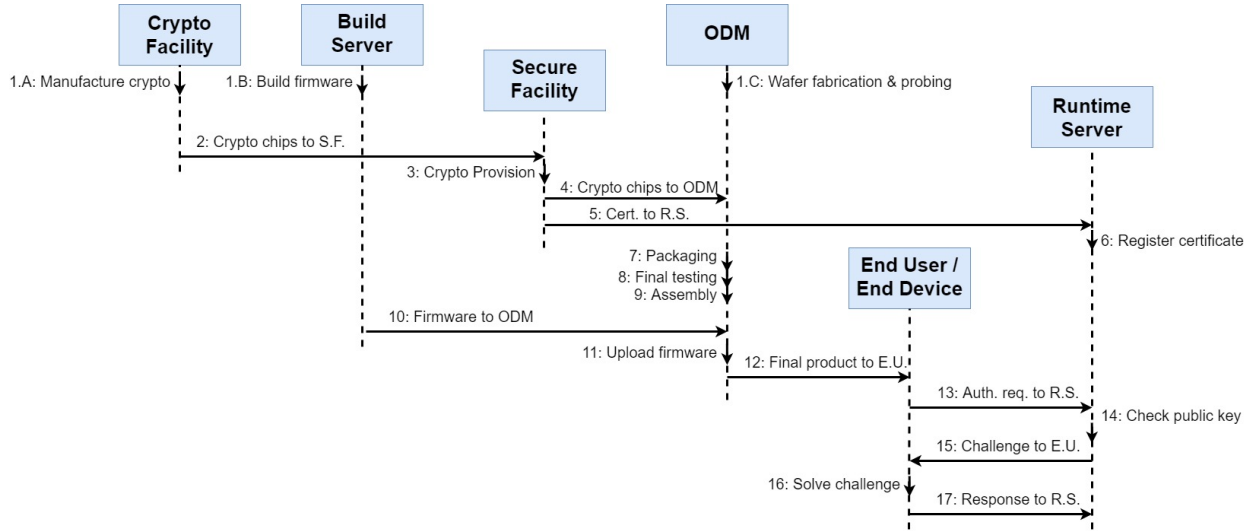 Crypto
Facility
Build
Server
ODM
Secure
Facility
Runtime
Server
1.A: Manufacture crypto
1.B: Build firmware
1.C: Wafer fabrication & probing
2: Crypto chips to S.F.
3: Crypto Provision
4: Crypto chips to ODM
5: Cert. to R.S.
6: Register certificate
7: Packaging
8: Final testing
9: Assembly
End User /
End Device
10: Firmware to ODM
11: Upload firmware
12: Final product to E.U.
13: Auth. req. to R.S.
14: Check public key
15: Challenge to E.U.
16: Solve challenge
17: Response to R.S.